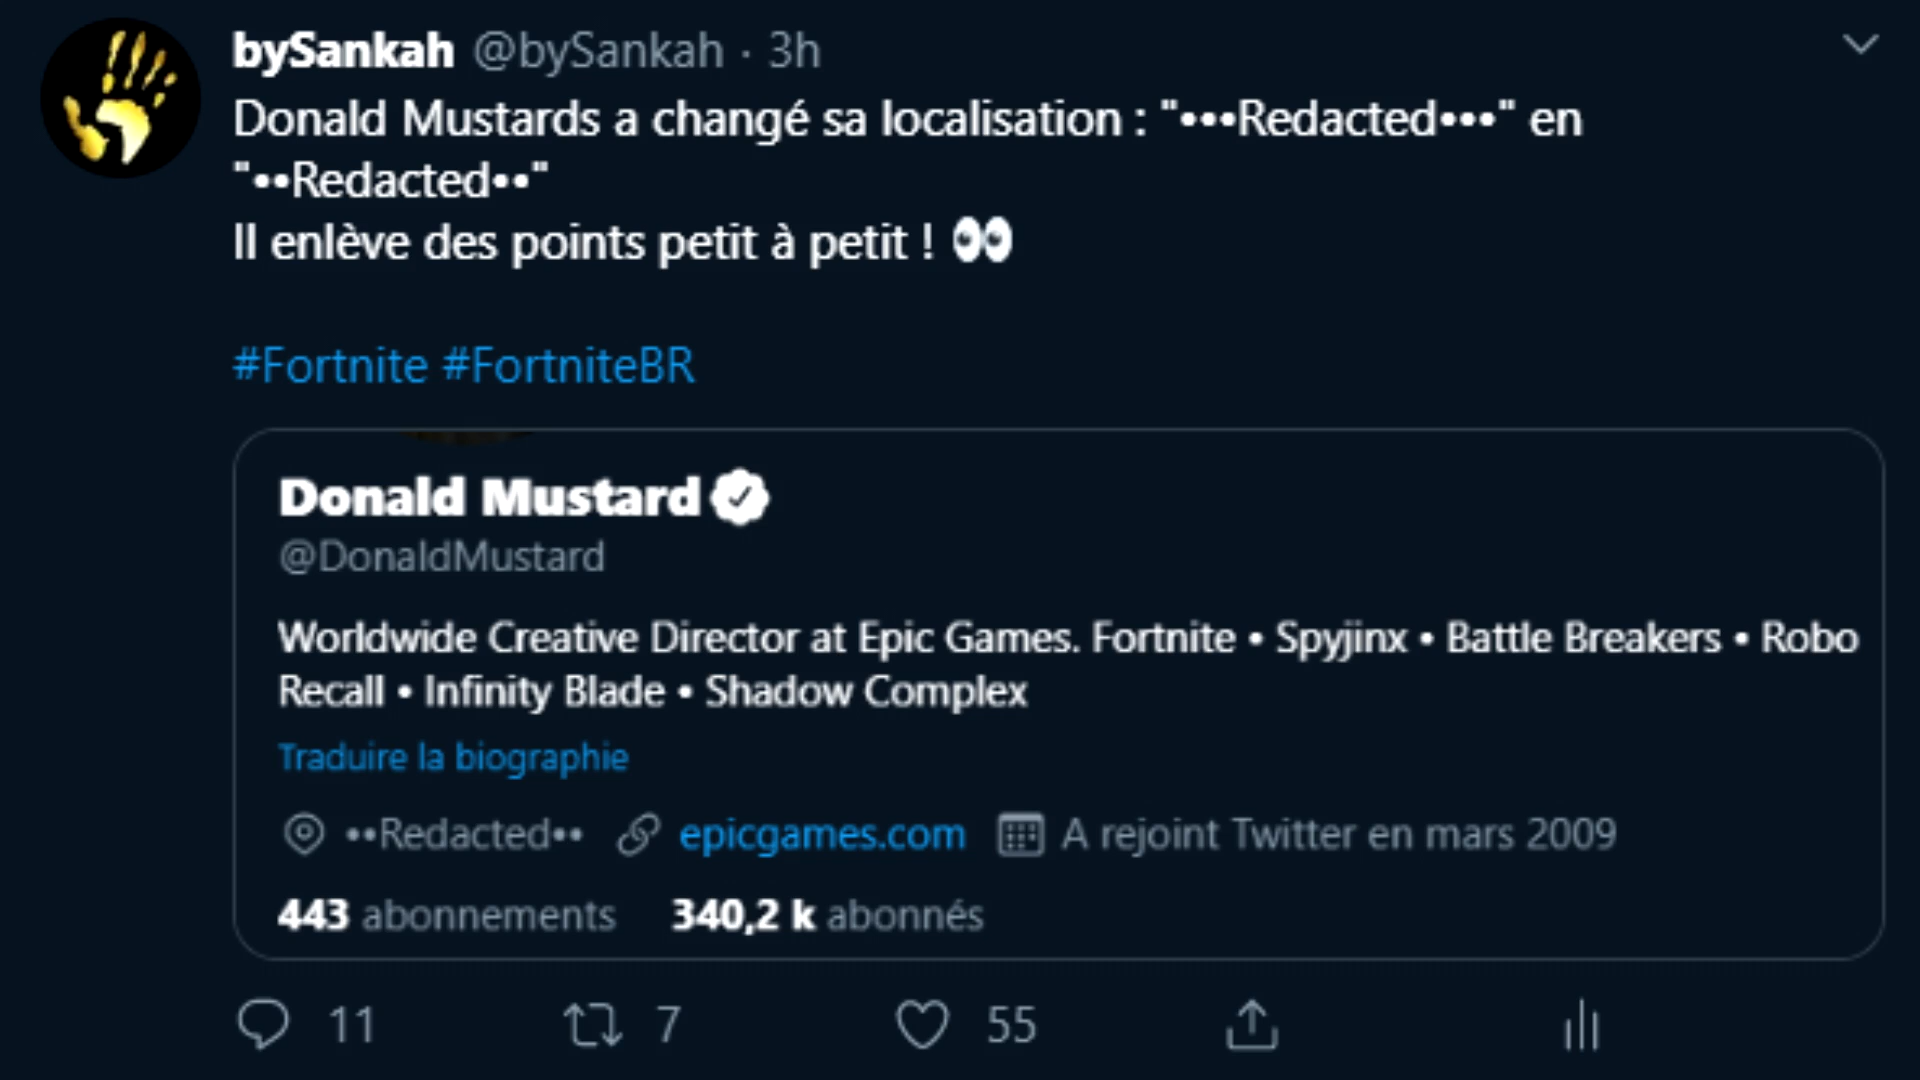 bySankah @bySankah · 3h
Donald Mustards a changé sa localisation : "•••Redacted•••" en
"••Redacted••"
Il enlève des points petit à petit ! 👀
#Fortnite #FortniteBR
Donald Mustard
@DonaldMustard
Worldwide Creative Director at Epic Games. Fortnite • Spyjinx • Battle Breakers • Robo
Recall • Infinity Blade • Shadow Complex
Traduire la biographie
••Redacted•• epicgames.com A rejoint Twitter en mars 2009
443 abonnements 340,2 k abonnés
11 7 55